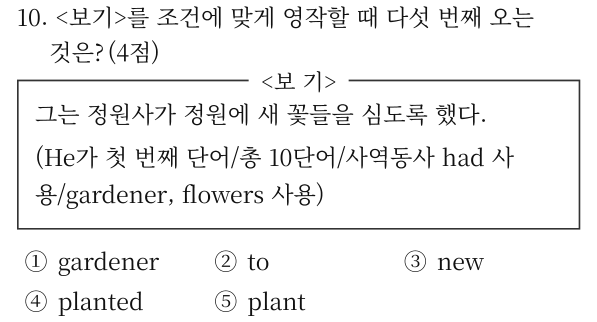 10. <보기>를 조건에 맞게 영작할 때 다섯 번째 오는
것은? (4점)
<보 기>
그는 정원사가 정원에 새 꽃들을 심도록 했다.
(He가 첫 번째 단어/총 10단어/사역동사 had 사
용/gardener, flowers 사용)
① gardener ② to ③ new
④ planted ⑤ plant